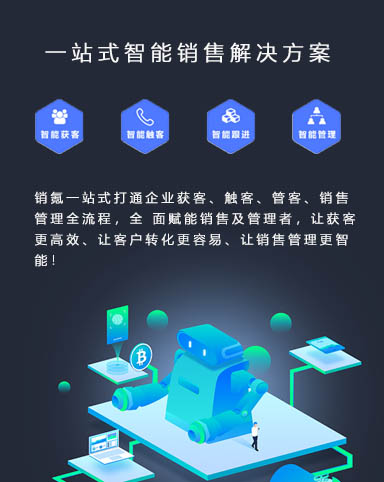 一站式智能销售解决方案
智能获客 智能触客 智能跟进 智能管理
销氪一站式打通企业获客、触客、管客、销售
管理全流程，全 面赋能销售及管理者，让获客
更高效、让客户转化更容易、让销售管理更智
能！